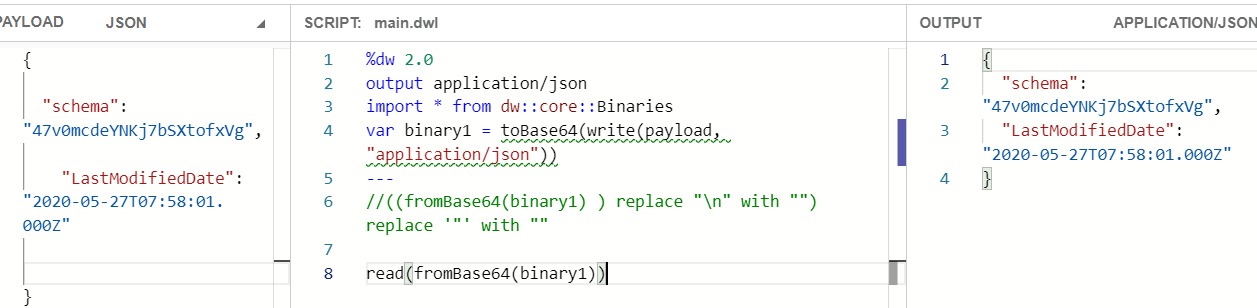 PAYLOAD JSON
{
"schema":
"47v0mcdeYNKj7bSXtofxVg",
"LastModifiedDate":
"2020-05-27T07:58:01.
000Z"
}
SCRIPT: main.dwl
1 %dw 2.0
2 output application/json
3 import * from dw::core::Binaries
4 var binary1 = toBase64(write(payload,
"application/json"))
5 ---
6 //((fromBase64(binary1) ) replace "\n" with "")
replace '"' with ""
7
8 read(fromBase64(binary1))
OUTPUT APPLICATION/JSON
1 {
2 "schema":
"47v0mcdeYNKj7bSXtofxVg",
3 "LastModifiedDate":
"2020-05-27T07:58:01.000Z"
4 }